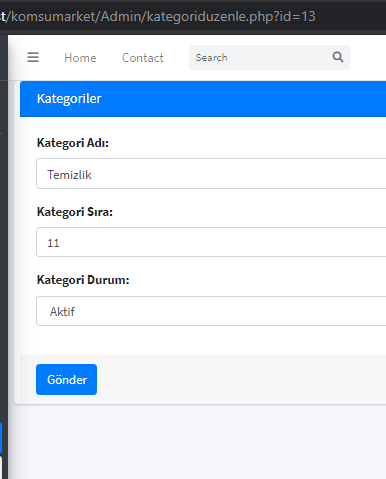 t/komsumarket/Admin/kategoriduzenle.php?id=13
Home Contact Search
Kategoriler
Kategori Adı:
Temizlik
Kategori Sıra:
11
Kategori Durum:
Aktif
Gönder